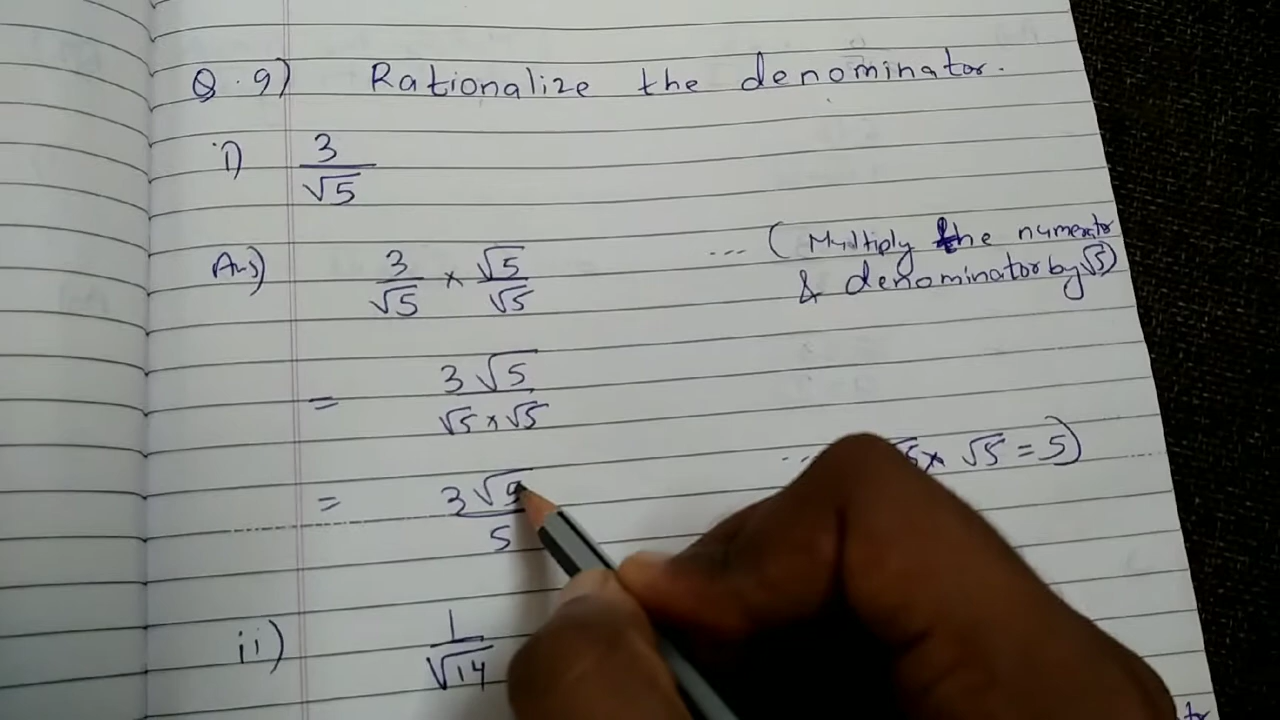 Q.9) Rationalize the denominator.
i) 3/√5
Ans) 3/√5 × √5/√5 ... (Multiply the numerator
& denominator by √5)
= 3√5/√5×√5
= 3√5/5 ... √5 × √5 = 5)
ii) 1/√14